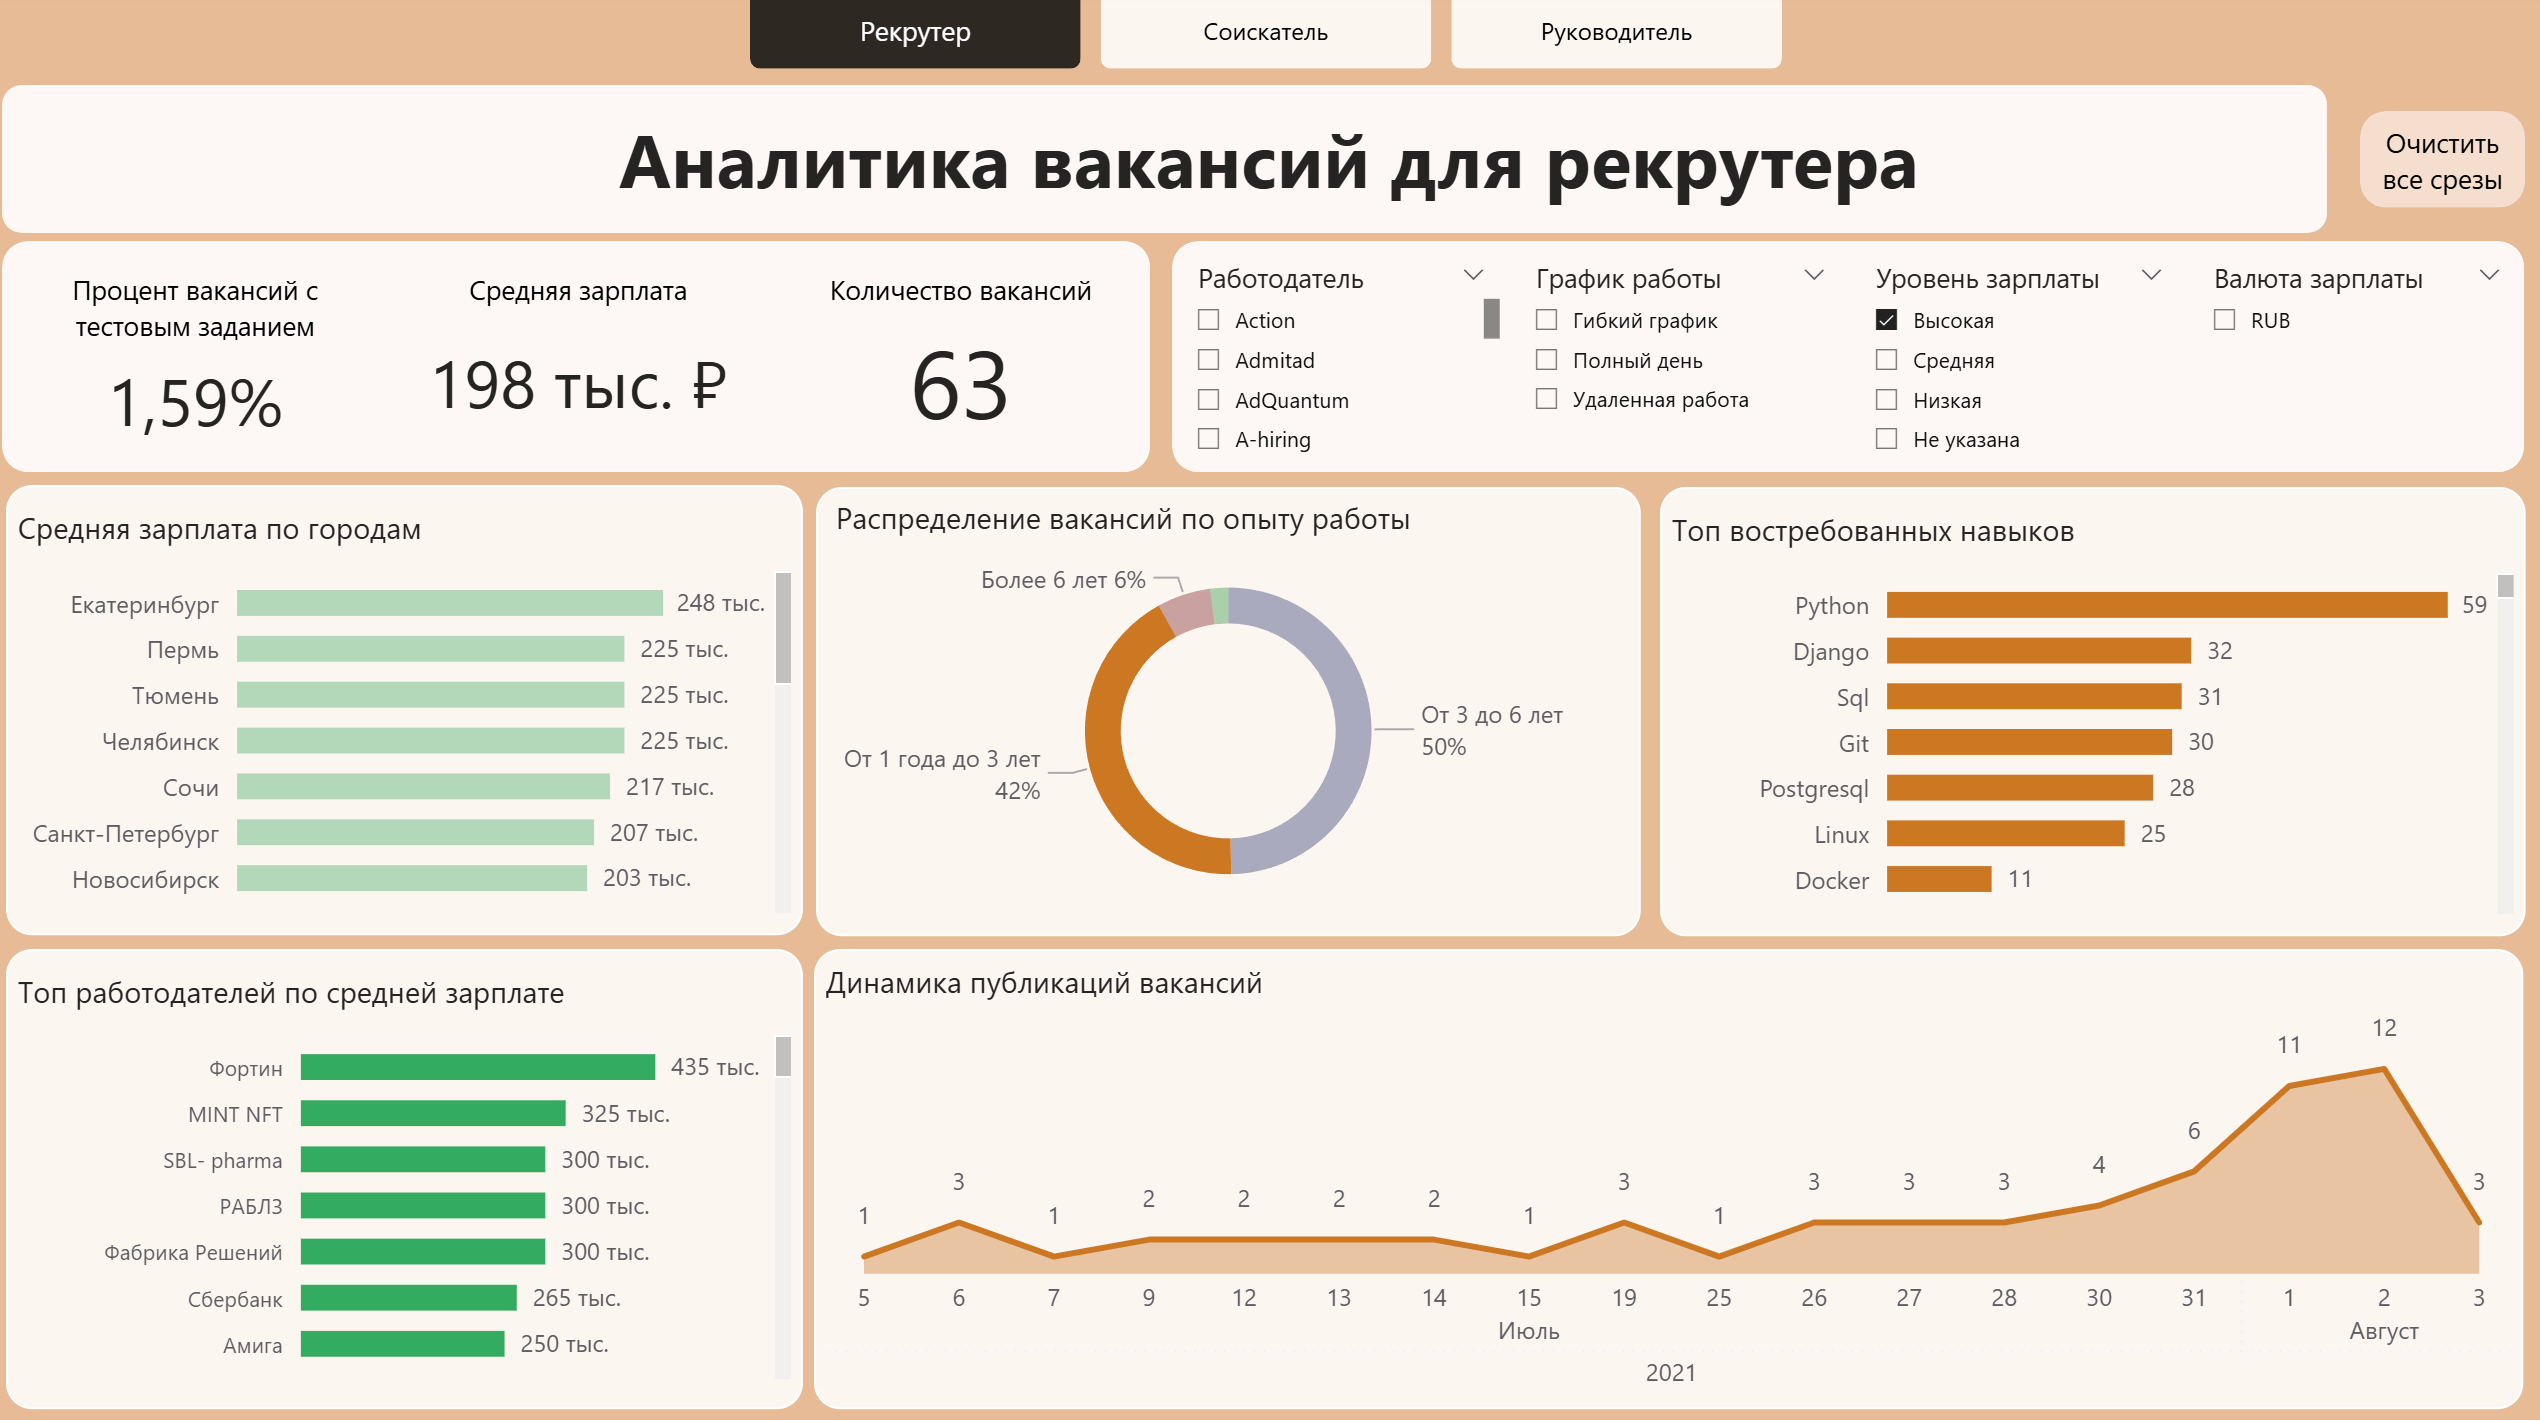 Рекрутер
Соискатель
Руководитель
Аналитика вакансий для рекрутера
Очистить
все срезы
Процент вакансий с
тестовым заданием
1,59%
Средняя зарплата
198 тыс. ₽
Количество вакансий
63
Работодатель
Action
Admitad
AdQuantum
A-hiring
График работы
Гибкий график
Полный день
Удаленная работа
Уровень зарплаты
Высокая
Средняя
Низкая
Не указана
Валюта зарплаты
RUB
Средняя зарплата по городам
Екатеринбург 248 тыс.
Пермь 225 тыс.
Тюмень 225 тыс.
Челябинск 225 тыс.
Сочи 217 тыс.
Санкт-Петербург 207 тыс.
Новосибирск 203 тыс.
Распределение вакансий по опыту работы
Более 6 лет 6%
От 3 до 6 лет
50%
От 1 года до 3 лет
42%
Топ востребованных навыков
Python 59
Django 32
Sql 31
Git 30
Postgresql 28
Linux 25
Docker 11
Топ работодателей по средней зарплате
Фортин 435 тыс.
MINT NFT 325 тыс.
SBL- pharma 300 тыс.
РАБЛЗ 300 тыс.
Фабрика Решений 300 тыс.
Сбербанк 265 тыс.
Амига 250 тыс.
Динамика публикаций вакансий
1 3 1 2 2 2 2 1 3 1 3 3 3 4 6 11 12 3
5 6 7 9 12 13 14 15 19 25 26 27 28 30 31 1 2 3
Июль Август
2021